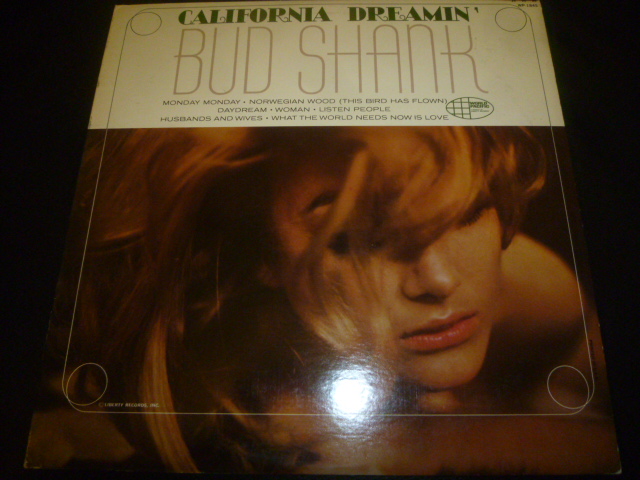 CALIFORNIA DREAMIN'
BUD SHANK
MONDAY MONDAY • NORWEGIAN WOOD (THIS BIRD HAS FLOWN)
DAYDREAM • WOMAN • LISTEN PEOPLE
HUSBANDS AND WIVES • WHAT THE WORLD NEEDS NOW IS LOVE
© LIBERTY RECORDS, INC.